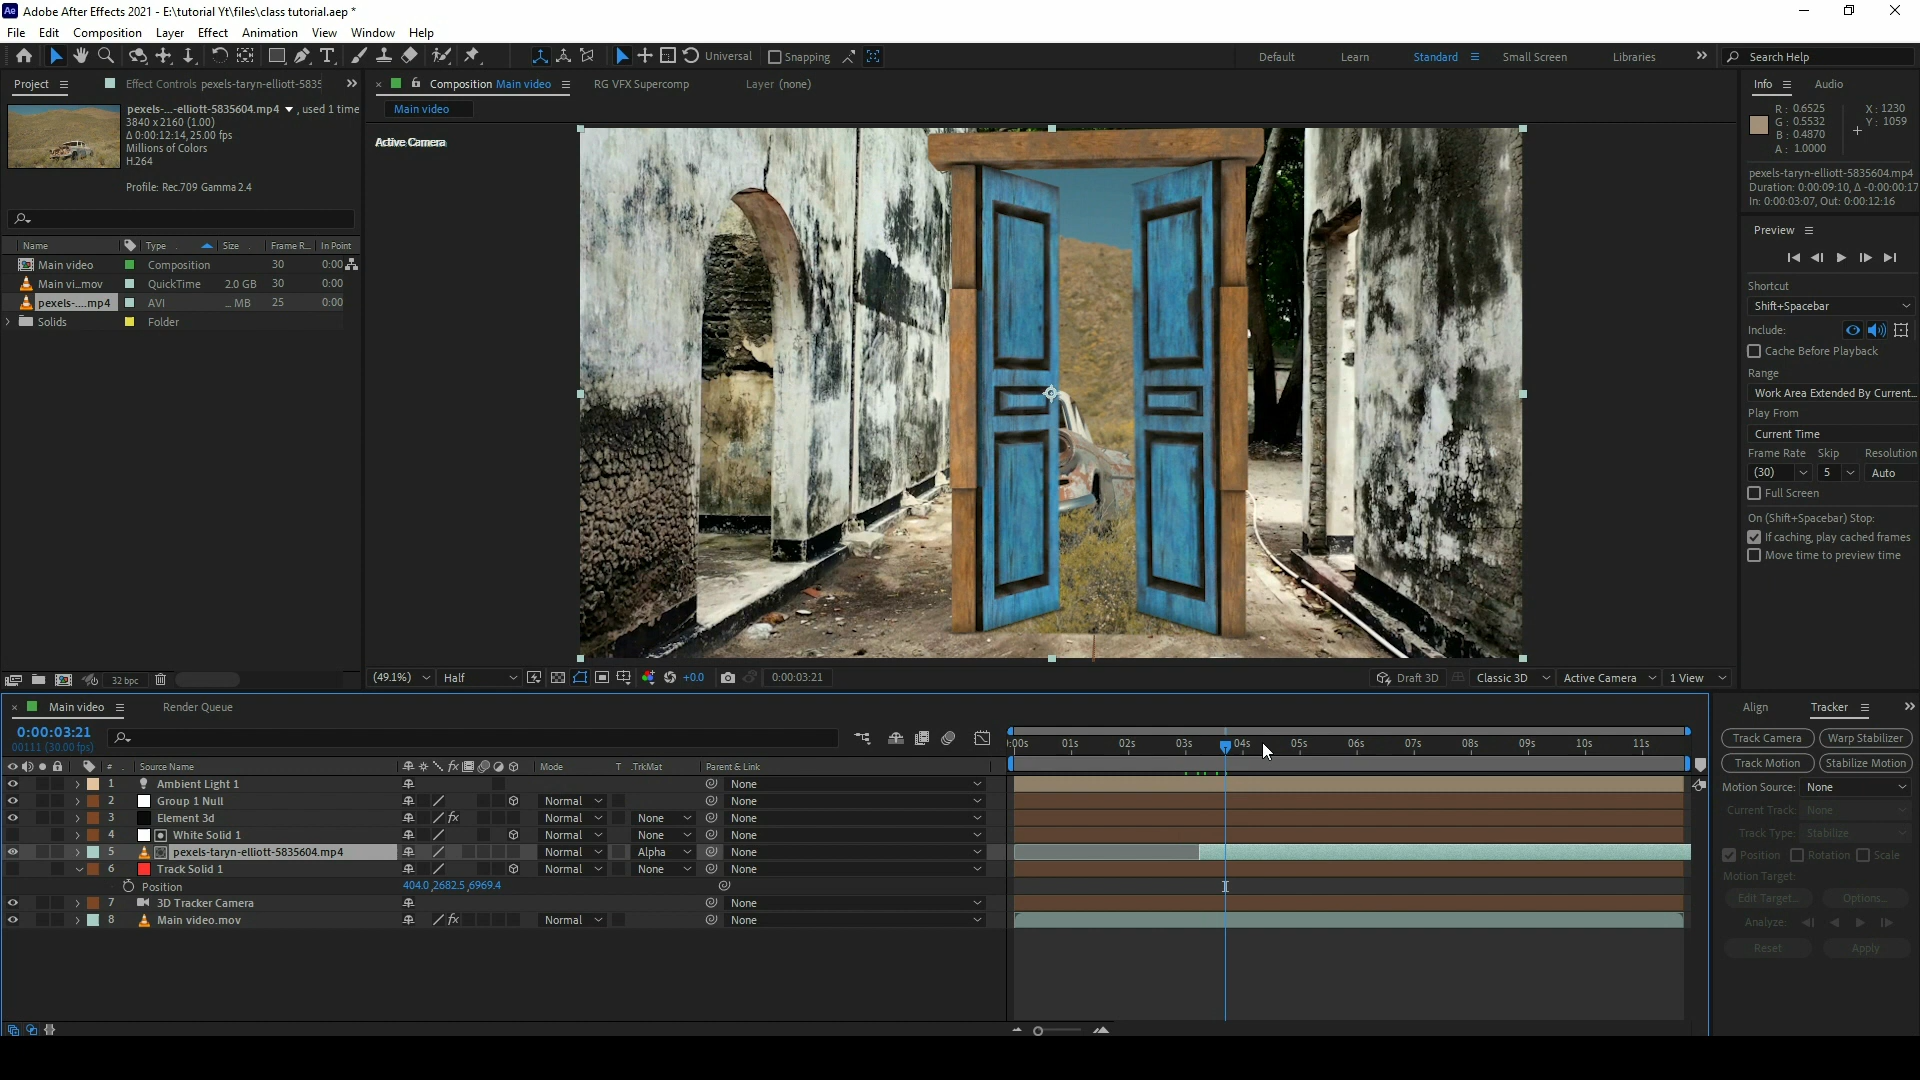 Adobe After Effects 2021 - E:\tutorial Yt\files\class tutorial.aep *
File Edit Composition Layer Effect Animation View Window Help
Universal Snapping Default Learn Standard Small Screen Libraries Search Help
Project Effect Controls pexels-taryn-elliott-5835
pexels-...-elliott-5835604.mp4 , used 1 time
3840 x 2160 (1.00)
Δ 0:00:12:14, 25.00 fps
Millions of Colors
H.264
Profile: Rec.709 Gamma 2.4
Name Type Size Frame R... In Point
Main video Composition 30 0:00
Main vi...mov QuickTime 2.0 GB 30 0:00
pexels-....mp4 AVI ... MB 25 0:00
Solids Folder
32 bpc
Composition Main video RG VFX Supercomp Layer (none)
Main video
Active Camera
(49.1%) Half +0.0 0:00:03:21 Draft 3D Classic 3D Active Camera 1 View
Info Audio
R: 0.6525 X: 1230
G: 0.5532 Y: 1059
B: 0.4870
A: 1.0000
pexels-taryn-elliott-5835604.mp4
Duration: 0:00:09:10, Δ -0:00:00:17
In: 0:00:03:07, Out: 0:00:12:16
Preview
Shortcut
Shift+Spacebar
Include:
Cache Before Playback
Range
Work Area Extended By Current...
Play From
Current Time
Frame Rate Skip Resolution
(30) 5 Auto
Full Screen
On (Shift+Spacebar) Stop:
If caching, play cached frames
Move time to preview time
Main video Render Queue
0:00:03:21
00111 (30.00 fps)
:00s 01s 02s 03s 04s 05s 06s 07s 08s 09s 10s 11s
# Source Name Mode T .TrkMat Parent & Link
1 Ambient Light 1 None
2 Group 1 Null Normal None
3 Element 3d Normal None None
4 White Solid 1 Normal None None
5 pexels-taryn-elliott-5835604.mp4 Normal Alpha None
6 Track Solid 1 Normal None None
Position 404.0,2682.5,6969.4
7 3D Tracker Camera None
8 Main video.mov Normal None
Align Tracker
Track Camera Warp Stabilizer
Track Motion Stabilize Motion
Motion Source: None
Current Track: None
Track Type: Stabilize
Position Rotation Scale
Motion Target:
Edit Target... Options...
Analyze:
Reset Apply